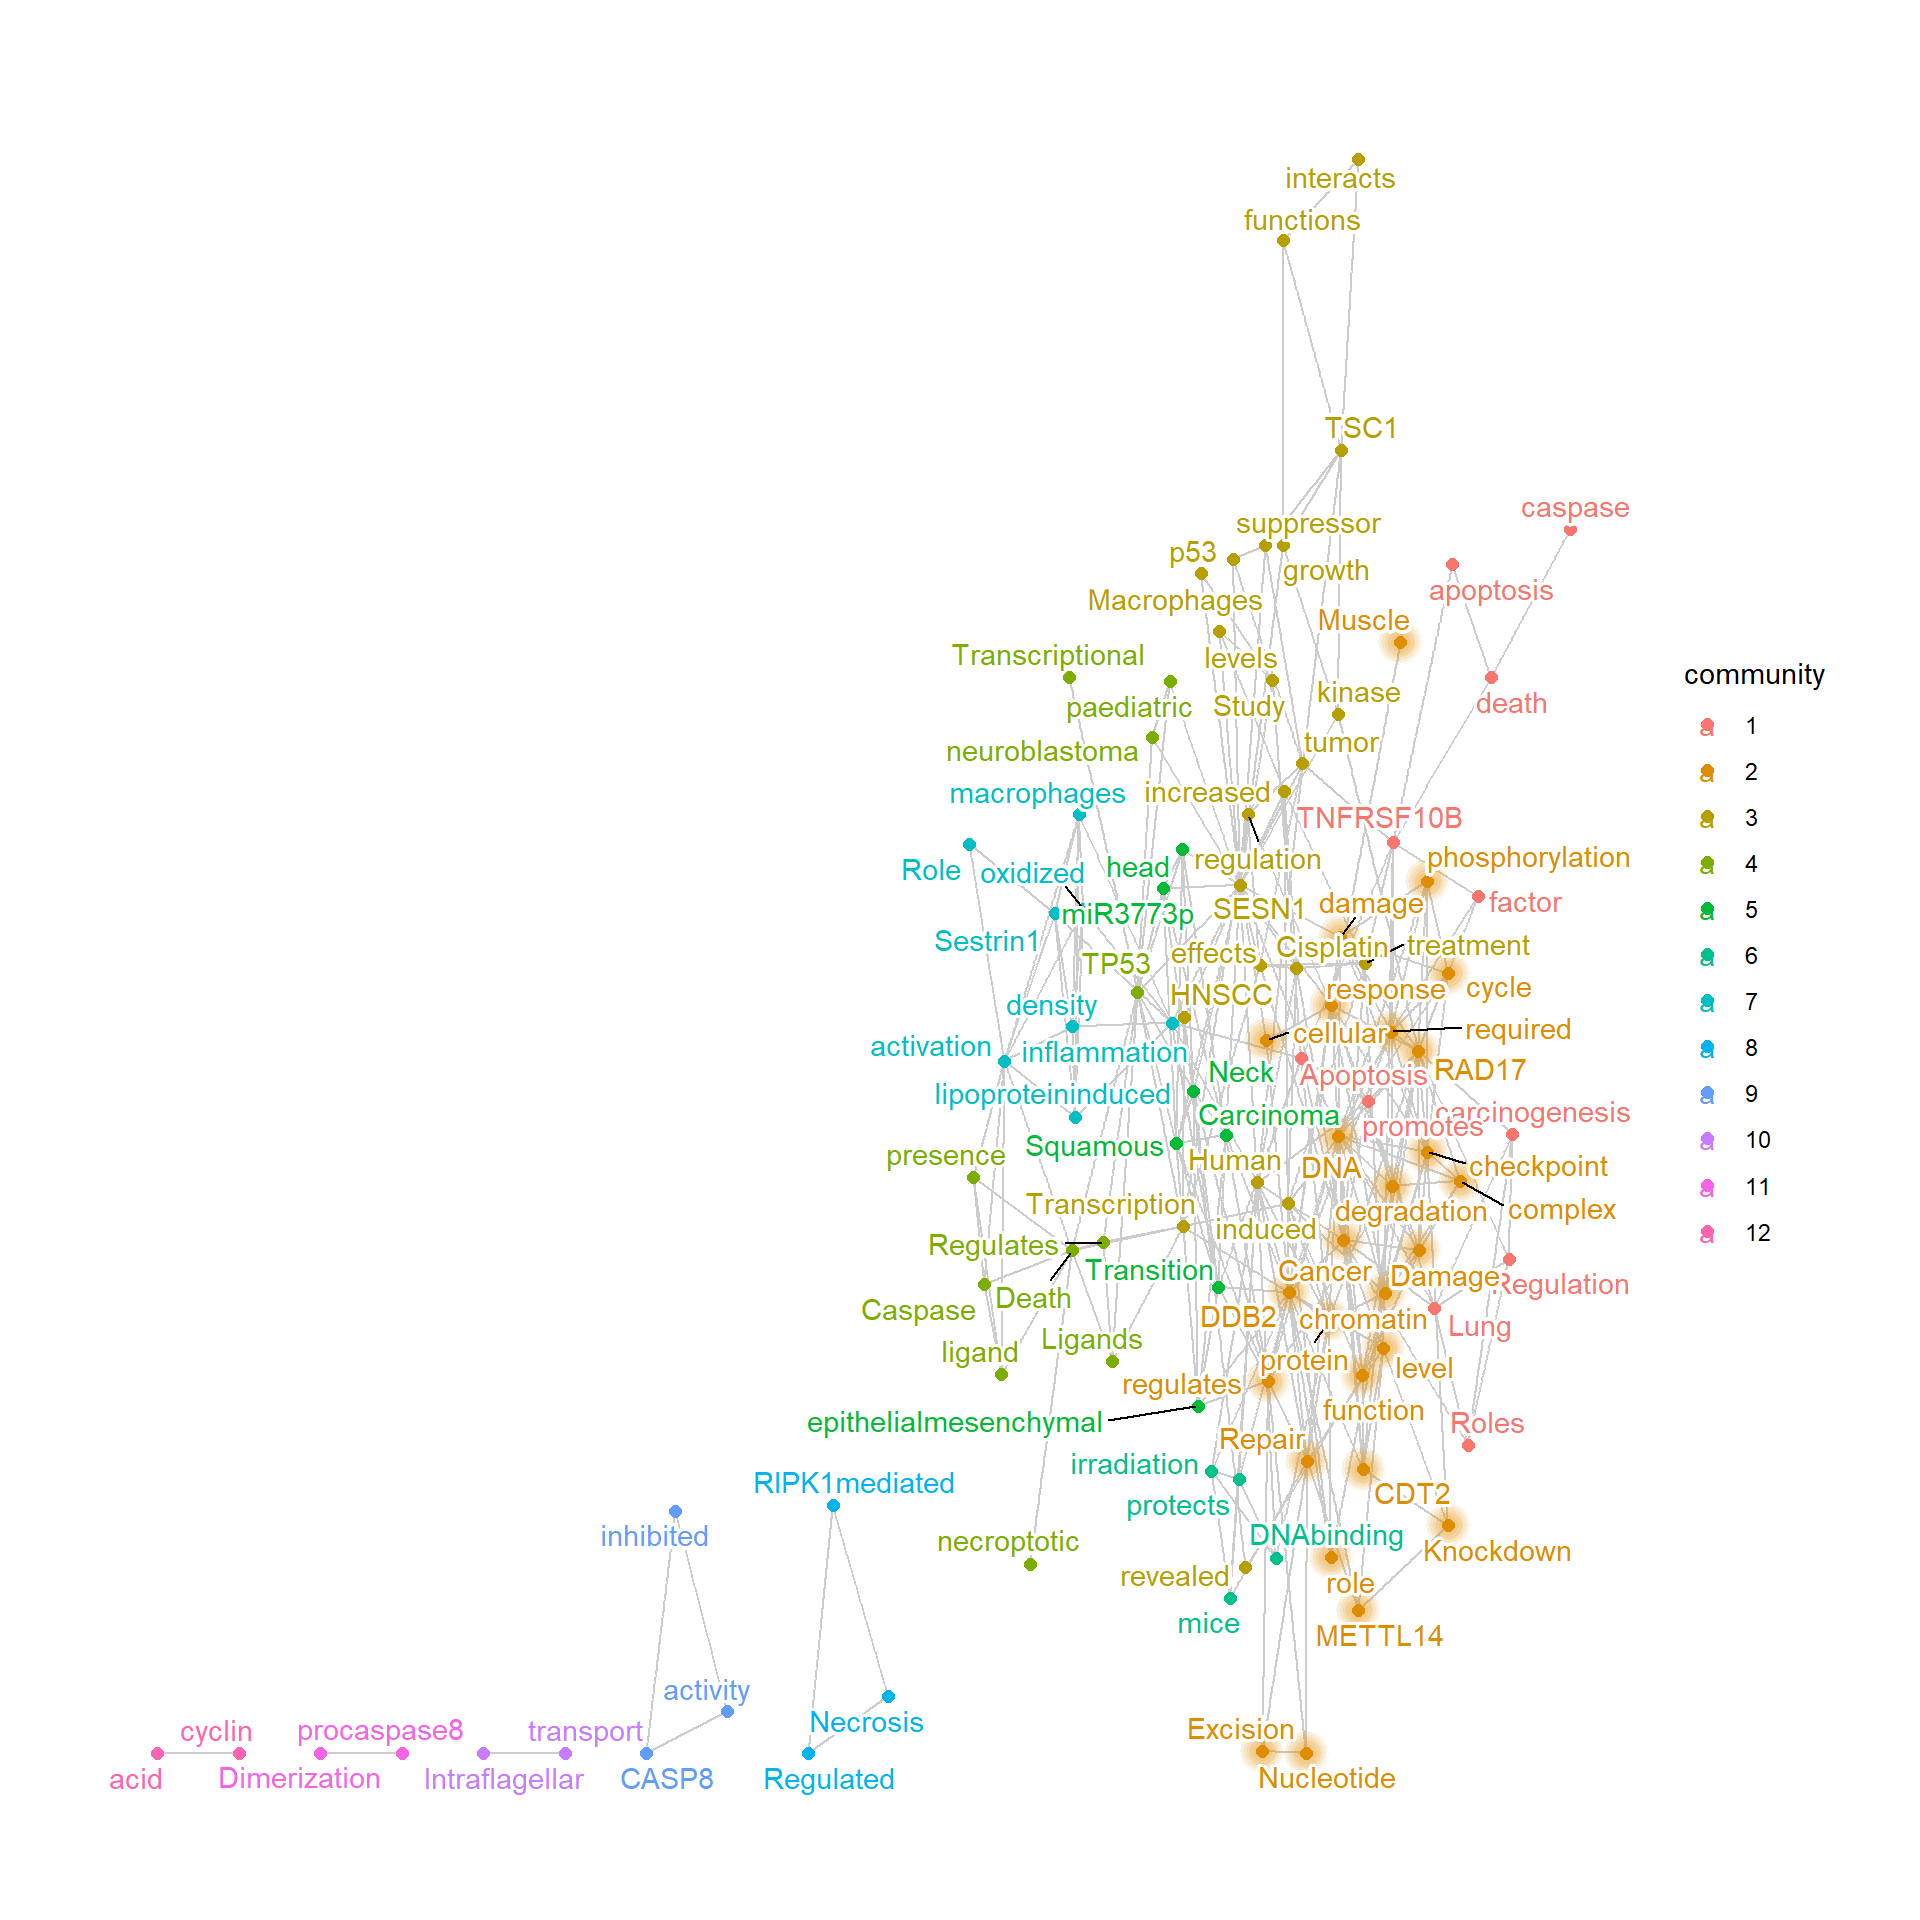 interacts
functions
TSC1
caspase
suppressor
p53
growth
apoptosis
Macrophages
Muscle
Transcriptional
levels
kinase
death
paediatric
Study
neuroblastoma
tumor
macrophages
increased
TNFRSF10B
phosphorylation
regulation
head
Role
oxidized
damage
factor
SESN1
miR3773p
Sestrin1
effects
Cisplatin
treatment
TP53
response
cycle
HNSCC
density
cellular
required
activation
inflammation
Neck
Apoptosis
RAD17
lipoproteininduced
Carcinoma
carcinogenesis
promotes
Squamous
presence
Human
DNA
checkpoint
Transcription
degradation
complex
induced
Regulates
Transition
Cancer
Damage
Regulation
Death
Caspase
DDB2
chromatin
Lung
Ligands
ligand
protein
level
regulates
function
epithelialmesenchymal
Roles
Repair
irradiation
RIPK1mediated
CDT2
protects
inhibited
necroptotic
DNAbinding
Knockdown
revealed
role
mice
METTL14
activity
Necrosis
Excision
cyclin
procaspase8
transport
acid
Dimerization
Intraflagellar
CASP8
Regulated
Nucleotide
community
a 1
a 2
a 3
a 4
a 5
a 6
a 7
a 8
a 9
a 10
a 11
a 12